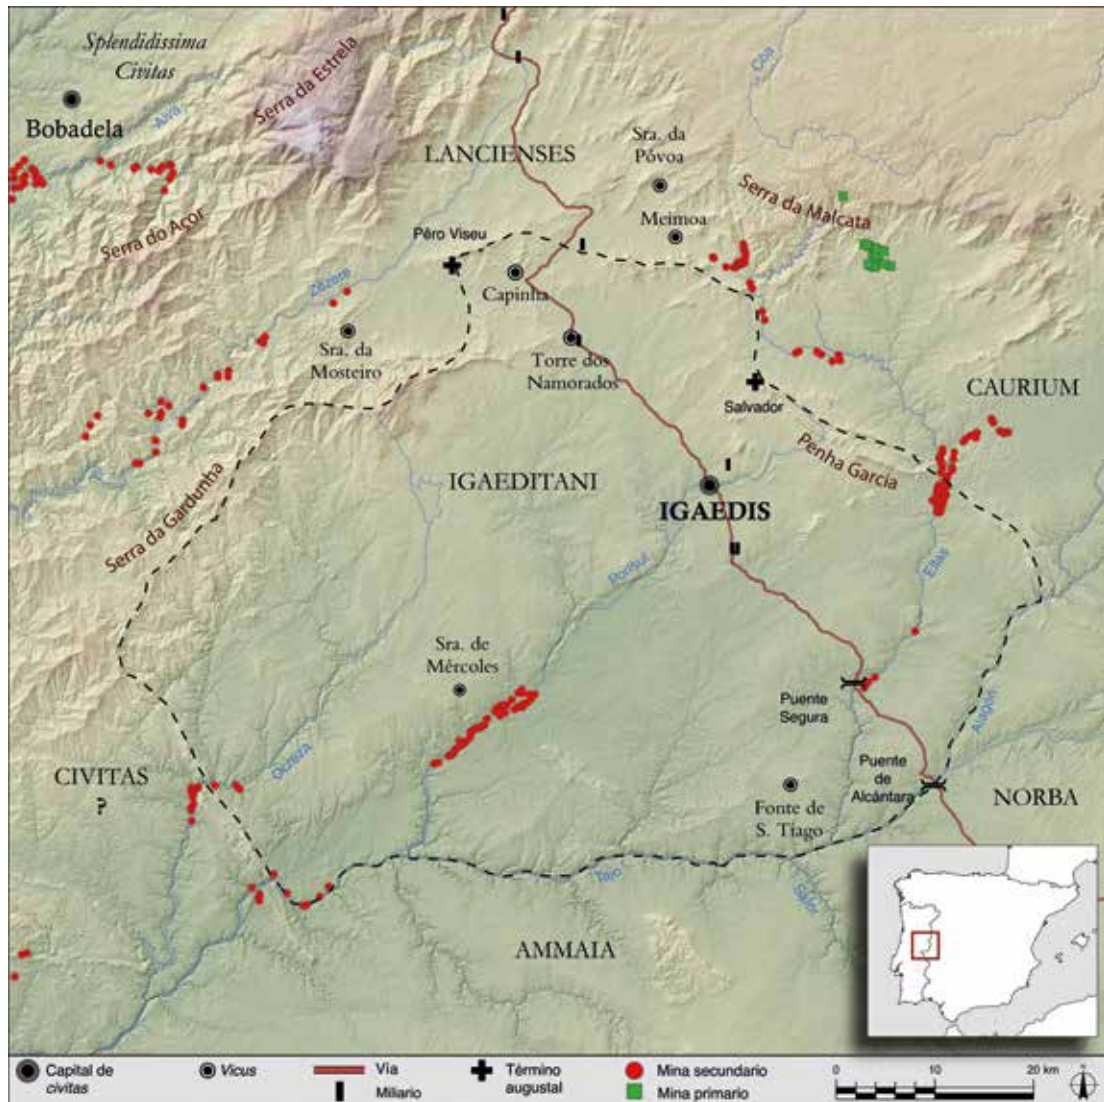 Splendidissima
Civitas
Bobadela
Alva
Serra da Estrela
Côa
LANCIENSES
Sra. da
Póvoa
Meimoa
Serra da Malcata
Serra do Açor
Pêro Viseu
Zêzere
Capinha
Sra. da
Mosteiro
Torre dos
Namorados
Salvador
CAURIUM
Penha García
IGAEDITANI
IGAEDIS
Serra da Gardunha
Ponsul
Elias
Sra. de
Mércoles
Puente
Segura
Alagón
Ocreza
CIVITAS
?
Puente
de
Alcántara
NORBA
Fonte de
S. Tiago
Tajo
Salor
AMMAIA
Capital de
civitas
Vicus
Vía
Miliario
Término
augustal
Mina secundario
Mina primario
0
10
20 km